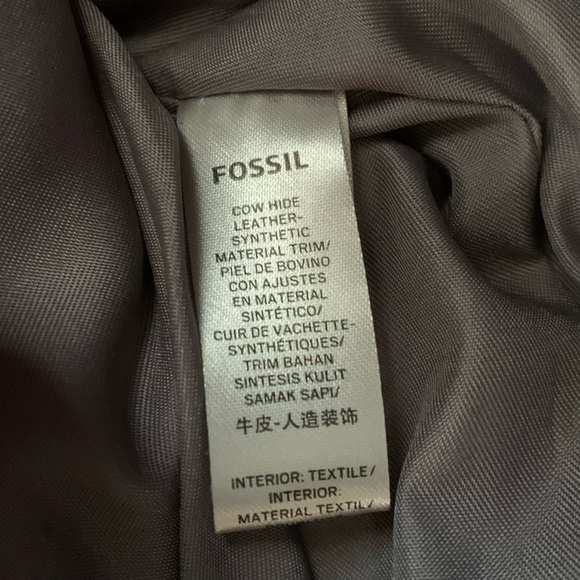 FOSSIL
COW HIDE
LEATHER-
SYNTHETIC
MATERIAL TRIM/
PIEL DE BOVINO
CON AJUSTES
EN MATERIAL
SINTÉTICO/
CUIR DE VACHETTE-
SYNTHÉTIQUES/
TRIM BAHAN
SINTESIS KULIT
SAMAK SAPI/
牛皮-人造装饰
INTERIOR: TEXTILE/
INTERIOR:
MATERIAL TEXTIL/